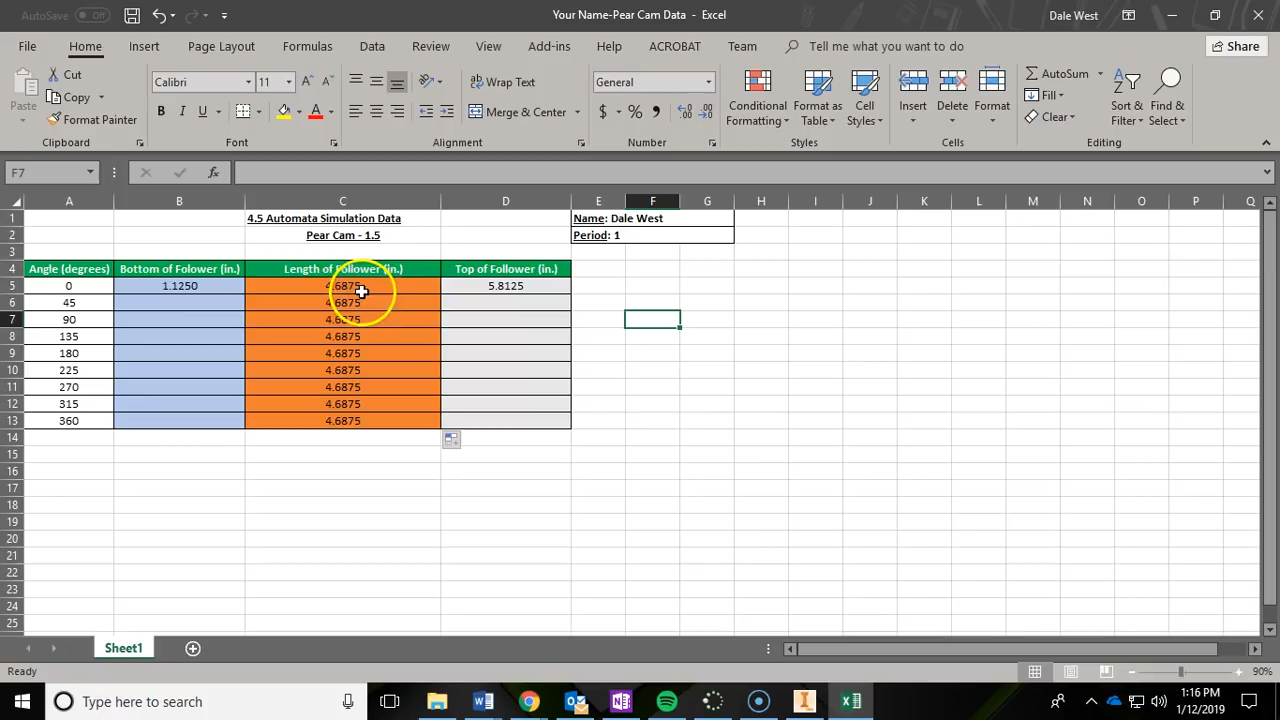 AutoSave Off
Your Name-Pear Cam Data - Excel
Dale West
File Home Insert Page Layout Formulas Data Review View Add-ins Help ACROBAT Team Tell me what you want to do Share
Paste Cut Copy Format Painter Clipboard
Calibri 11 B I U A Font
Wrap Text Merge & Center Alignment
General $ % , Number
Conditional Formatting Format as Table Cell Styles Styles
Insert Delete Format Cells
AutoSum Fill Clear Sort & Filter Find & Select Editing
F7 fx
A B C D E F G H I J K L M N O P Q
1 4.5 Automata Simulation Data Name: Dale West
2 Pear Cam - 1.5 Period: 1
3
4 Angle (degrees) Bottom of Folower (in.) Length of Follower (in.) Top of Follower (in.)
5 0 1.1250 4.6875 5.8125
6 45 4.6875
7 90 4.6875
8 135 4.6875
9 180 4.6875
10 225 4.6875
11 270 4.6875
12 315 4.6875
13 360 4.6875
14
15
16
17
18
19
20
21
22
23
24
25
Sheet1
Ready 90%
Type here to search
1:16 PM
1/12/2019